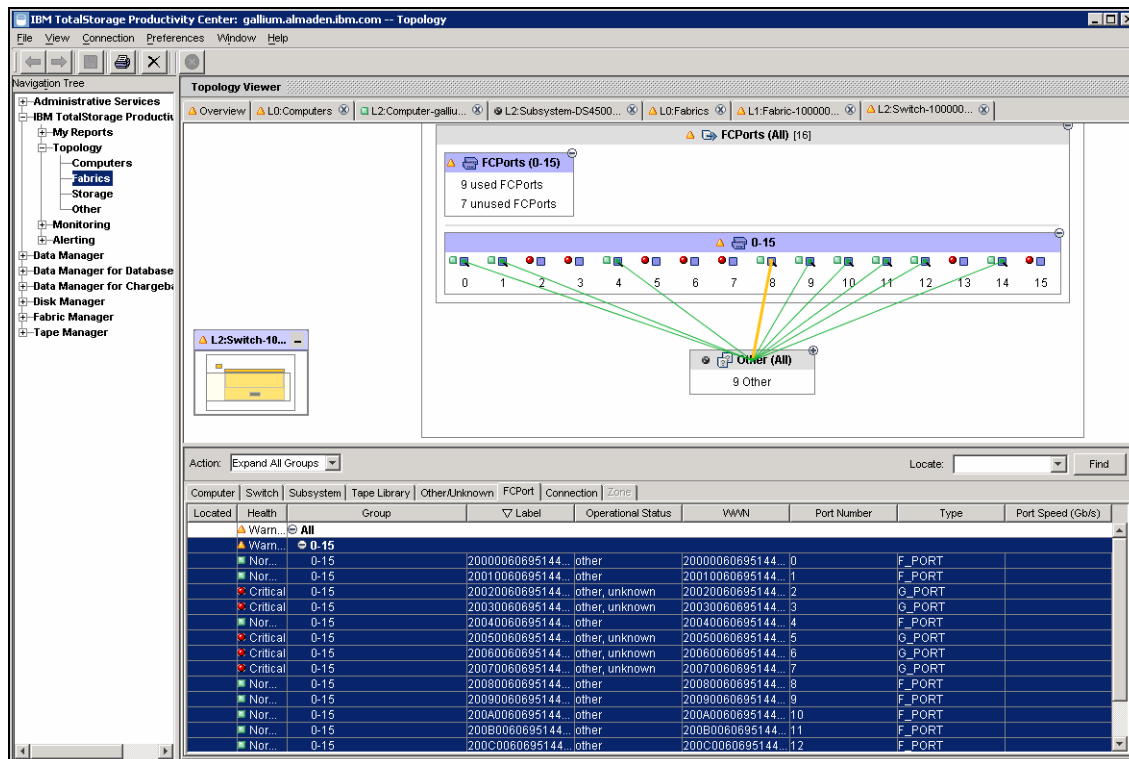 IBM TotalStorage Productivity Center: gallium.almaden.ibm.com -- Topology
File View Connection Preferences Window Help
Navigation Tree
Administrative Services
IBM TotalStorage Productiv
My Reports
Topology
Computers
Fabrics
Storage
Other
Monitoring
Alerting
Data Manager
Data Manager for Database
Data Manager for Chargeba
Disk Manager
Fabric Manager
Tape Manager
Topology Viewer
Overview L0:Computers L2:Computer-galliu... L2:Subsystem-DS4500... L0:Fabrics L1:Fabric-100000... L2:Switch-100000...
FCPorts (All) [16]
FCPorts (0-15)
9 used FCPorts
7 unused FCPorts
0-15
0 1 2 3 4 5 6 7 8 9 10 11 12 13 14 15
L2:Switch-10...
Other (All)
9 Other
Action: Expand All Groups Locate: Find
Computer Switch Subsystem Tape Library Other/Unknown FCPort Connection Zone
Located Health Group Label Operational Status WWN Port Number Type Port Speed (Gb/s)
Warn... All
Warn... 0-15
Nor... 0-15 20000060695144... other 20000060695144... 0 F_PORT
Nor... 0-15 20010060695144... other 20010060695144... 1 F_PORT
Critical 0-15 20020060695144... other, unknown 20020060695144... 2 G_PORT
Critical 0-15 20030060695144... other, unknown 20030060695144... 3 G_PORT
Nor... 0-15 20040060695144... other 20040060695144... 4 F_PORT
Critical 0-15 20050060695144... other, unknown 20050060695144... 5 G_PORT
Critical 0-15 20060060695144... other, unknown 20060060695144... 6 G_PORT
Critical 0-15 20070060695144... other, unknown 20070060695144... 7 G_PORT
Nor... 0-15 20080060695144... other 20080060695144... 8 F_PORT
Nor... 0-15 20090060695144... other 20090060695144... 9 F_PORT
Nor... 0-15 200A0060695144... other 200A0060695144... 10 F_PORT
Nor... 0-15 200B0060695144... other 200B0060695144... 11 F_PORT
Nor... 0-15 200C0060695144... other 200C0060695144... 12 F_PORT